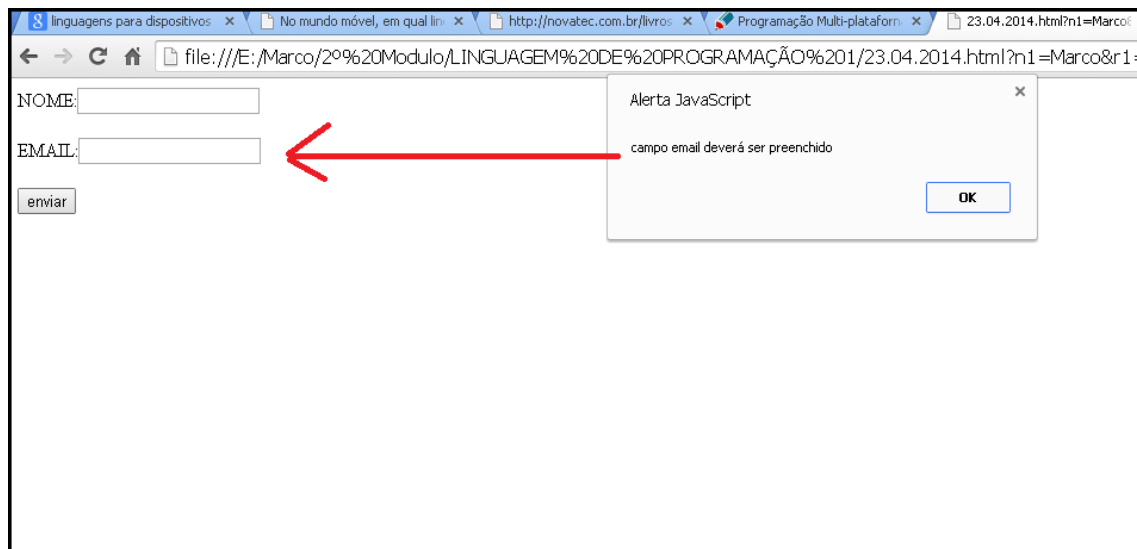 linguagens para dispositivos
No mundo móvel, em qual lin
http://novatec.com.br/livros
Programação Multi-plataform
23.04.2014.html?n1=Marco&
file:///E:/Marco/2º%20Modulo/LINGUAGEM%20DE%20PROGRAMAÇÃO%201/23.04.2014.html?n1=Marco&r1=
NOME:
Alerta JavaScript
EMAIL:
campo email deverá ser preenchido
enviar
OK